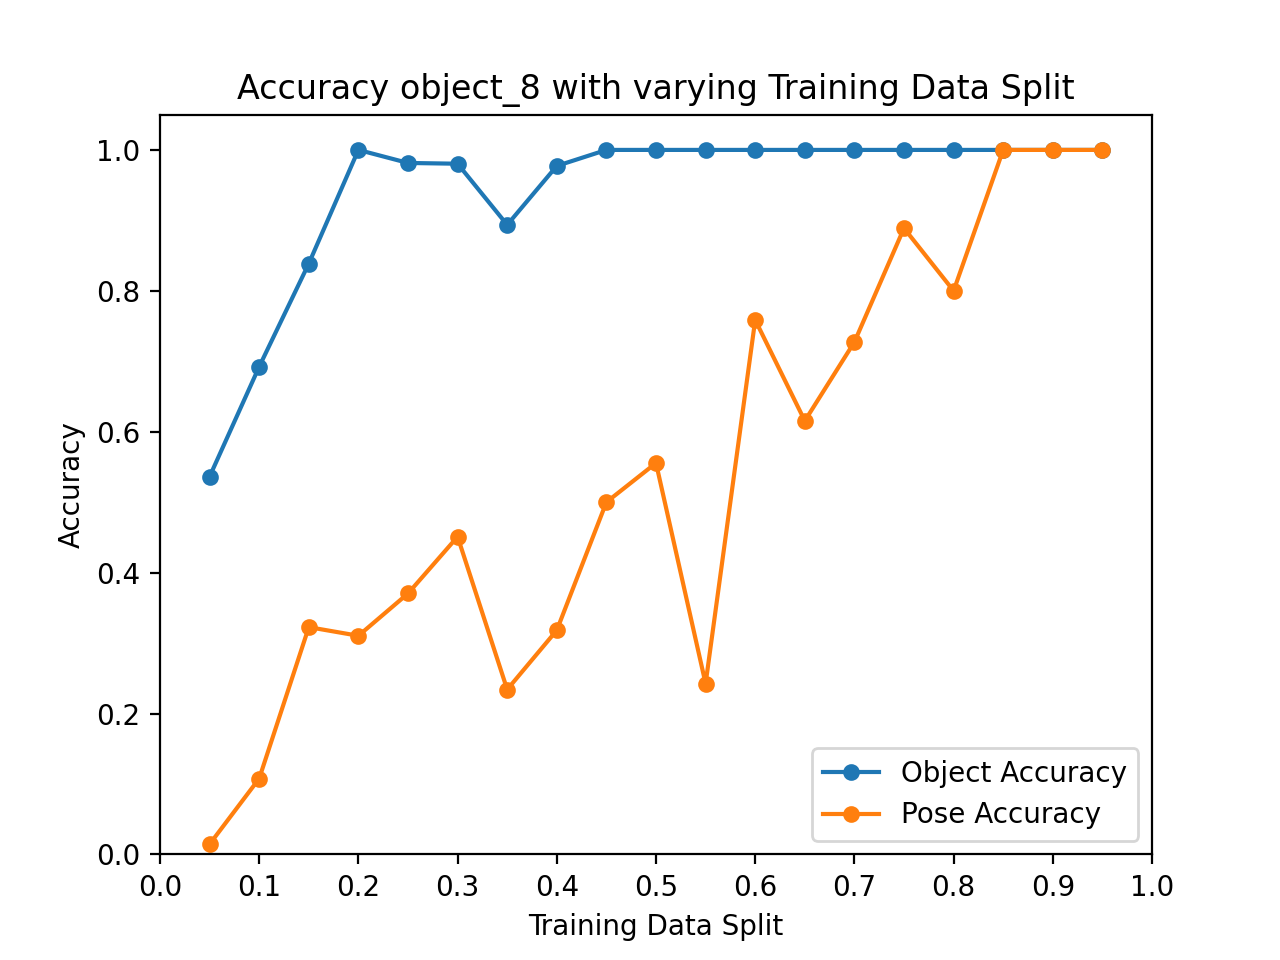 Accuracy object_8 with varying Training Data Split
1.0
0.8
0.6
0.4
0.2
0.0
Accuracy
Object Accuracy
Pose Accuracy
0.0 0.1 0.2 0.3 0.4 0.5 0.6 0.7 0.8 0.9 1.0
Training Data Split